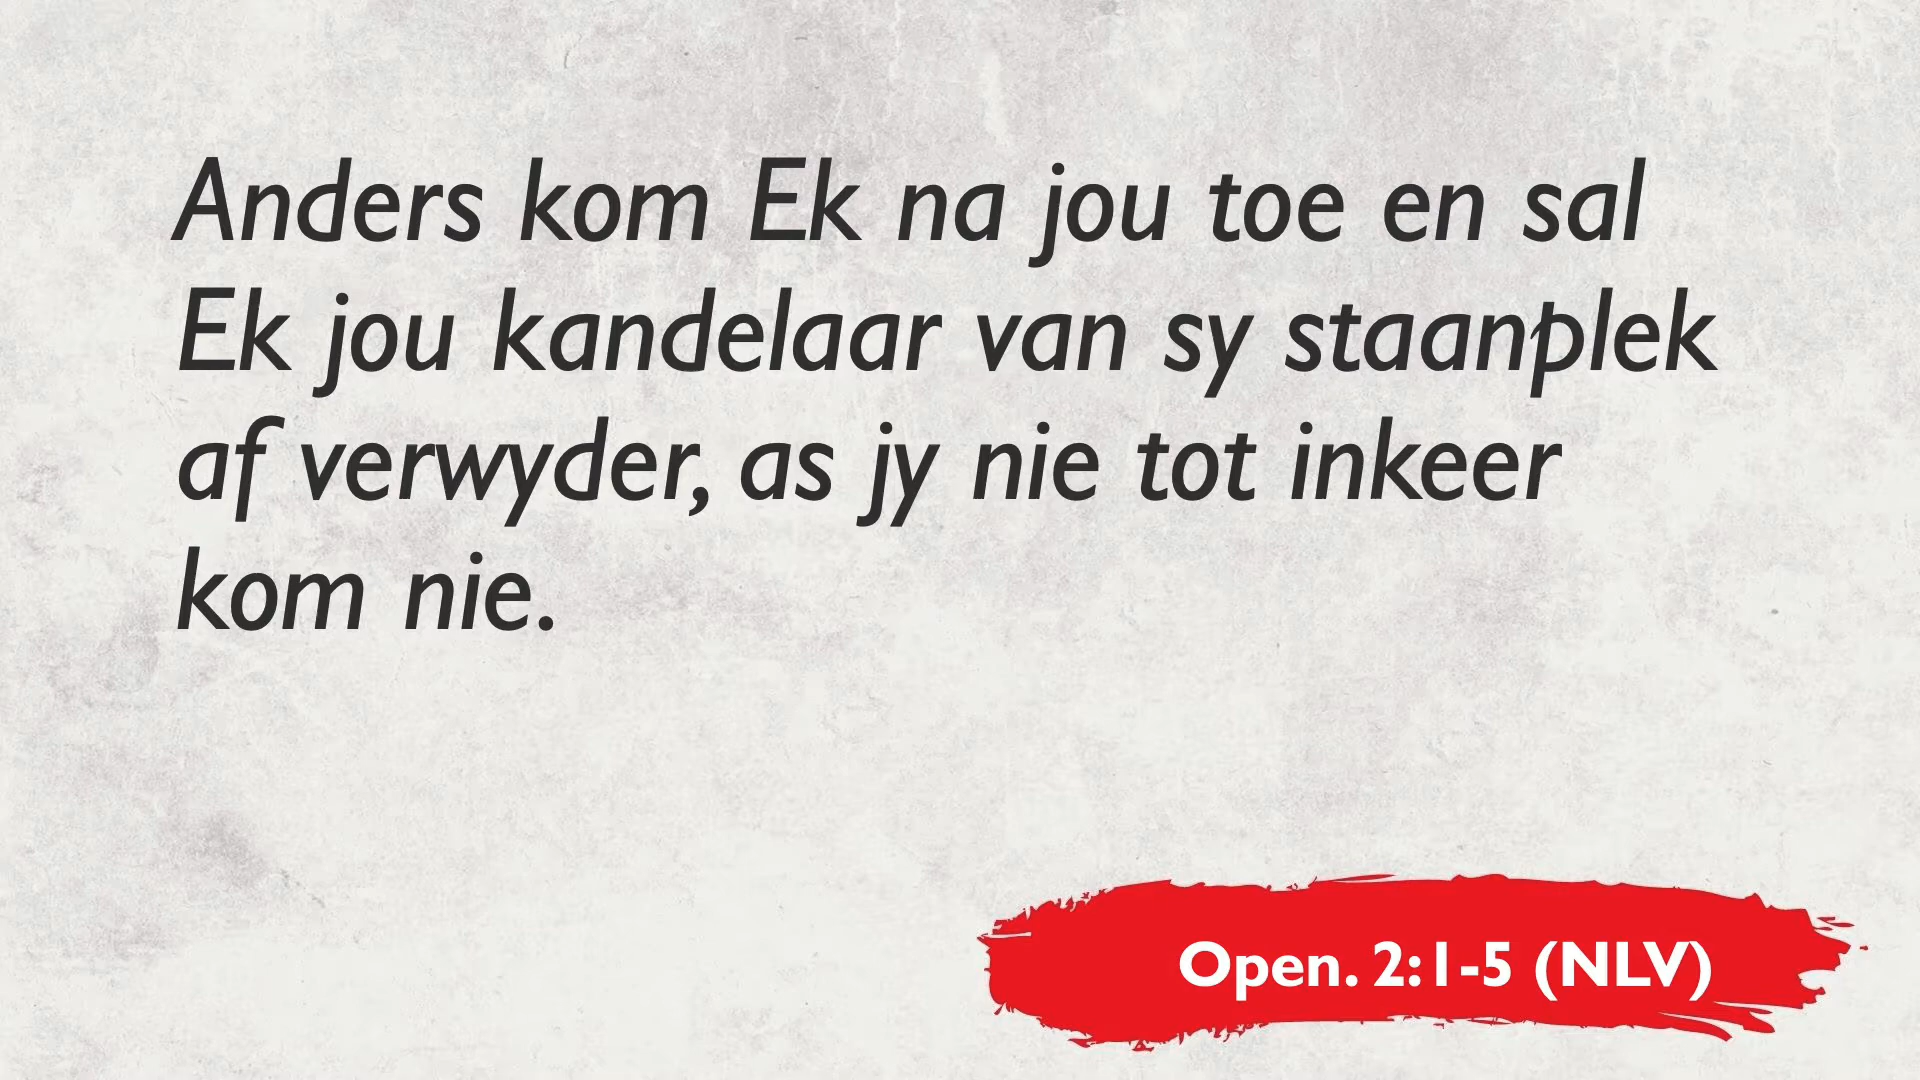 Anders kom Ek na jou toe en sal
Ek jou kandelaar van sy staanplek
af verwyder, as jy nie tot inkeer
kom nie.
Open. 2:1-5 (NLV)